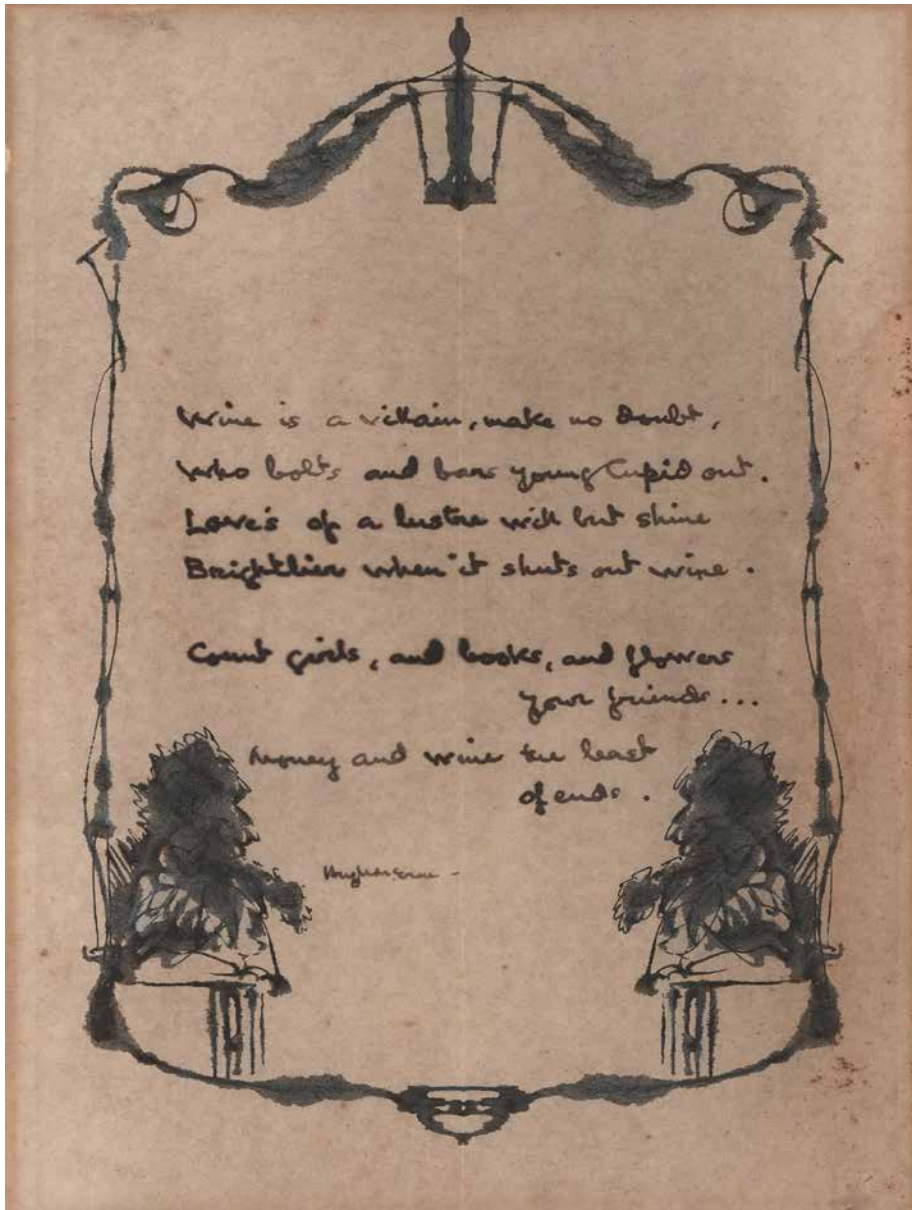 Wine is a villain, make no doubt,
Who bolts and bars young Cupid out.
Love's of a lustre will but shine
Brightlier when it shuts out wine.
Count girls, and books, and flowers
your friends...
Money and wine the least
of ends.